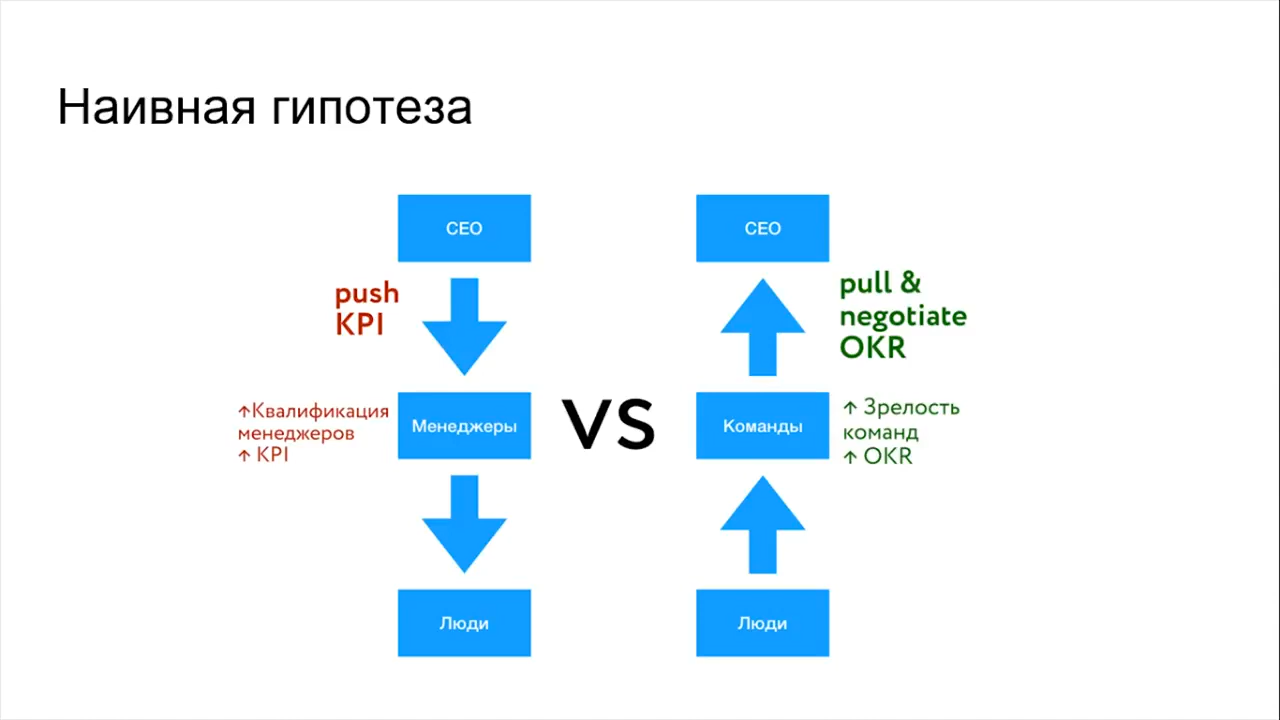 Наивная гипотеза
CEO
push
KPI
↑Квалификация
менеджеров
↑ KPI
Менеджеры
Люди
VS
CEO
pull &
negotiate
OKR
Команды
↑ Зрелость
команд
↑ OKR
Люди